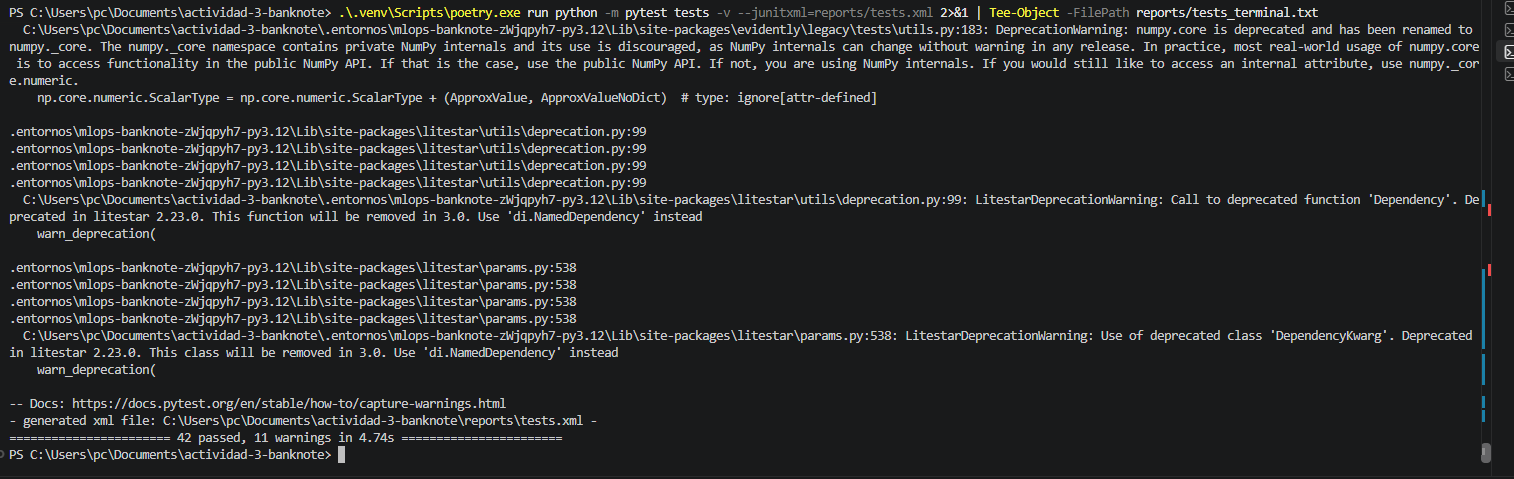 PS C:\Users\pc\Documents\actividad-3-banknote> .\.venv\Scripts\poetry.exe run python -m pytest tests -v --junitxml=reports/tests.xml 2>&1 | Tee-Object -FilePath reports/tests_terminal.txt
C:\Users\pc\Documents\actividad-3-banknote\.entornos\mlops-banknote-zWjqpyh7-py3.12\Lib\site-packages\evidently\legacy\tests\utils.py:183: DeprecationWarning: numpy.core is deprecated and has been renamed to
numpy._core. The numpy._core namespace contains private NumPy internals and its use is discouraged, as NumPy internals can change without warning in any release. In practice, most real-world usage of numpy.core
is to access functionality in the public NumPy API. If that is the case, use the public NumPy API. If not, you are using NumPy internals. If you would still like to access an internal attribute, use numpy._cor
e.numeric.
np.core.numeric.ScalarType = np.core.numeric.ScalarType + (ApproxValue, ApproxValueNoDict)  # type: ignore[attr-defined]
.entornos\mlops-banknote-zWjqpyh7-py3.12\Lib\site-packages\litestar\utils\deprecation.py:99
.entornos\mlops-banknote-zWjqpyh7-py3.12\Lib\site-packages\litestar\utils\deprecation.py:99
.entornos\mlops-banknote-zWjqpyh7-py3.12\Lib\site-packages\litestar\utils\deprecation.py:99
.entornos\mlops-banknote-zWjqpyh7-py3.12\Lib\site-packages\litestar\utils\deprecation.py:99
C:\Users\pc\Documents\actividad-3-banknote\.entornos\mlops-banknote-zWjqpyh7-py3.12\Lib\site-packages\litestar\utils\deprecation.py:99: LitestarDeprecationWarning: Call to deprecated function 'Dependency'. De
precated in litestar 2.23.0. This function will be removed in 3.0. Use 'di.NamedDependency' instead
warn_deprecation(
.entornos\mlops-banknote-zWjqpyh7-py3.12\Lib\site-packages\litestar\params.py:538
.entornos\mlops-banknote-zWjqpyh7-py3.12\Lib\site-packages\litestar\params.py:538
.entornos\mlops-banknote-zWjqpyh7-py3.12\Lib\site-packages\litestar\params.py:538
.entornos\mlops-banknote-zWjqpyh7-py3.12\Lib\site-packages\litestar\params.py:538
C:\Users\pc\Documents\actividad-3-banknote\.entornos\mlops-banknote-zWjqpyh7-py3.12\Lib\site-packages\litestar\params.py:538: LitestarDeprecationWarning: Use of deprecated class 'DependencyKwarg'. Deprecated
in litestar 2.23.0. This class will be removed in 3.0. Use 'di.NamedDependency' instead
warn_deprecation(
-- Docs: https://docs.pytest.org/en/stable/how-to/capture-warnings.html
- generated xml file: C:\Users\pc\Documents\actividad-3-banknote\reports\tests.xml -
======================= 42 passed, 11 warnings in 4.74s =======================
PS C:\Users\pc\Documents\actividad-3-banknote>